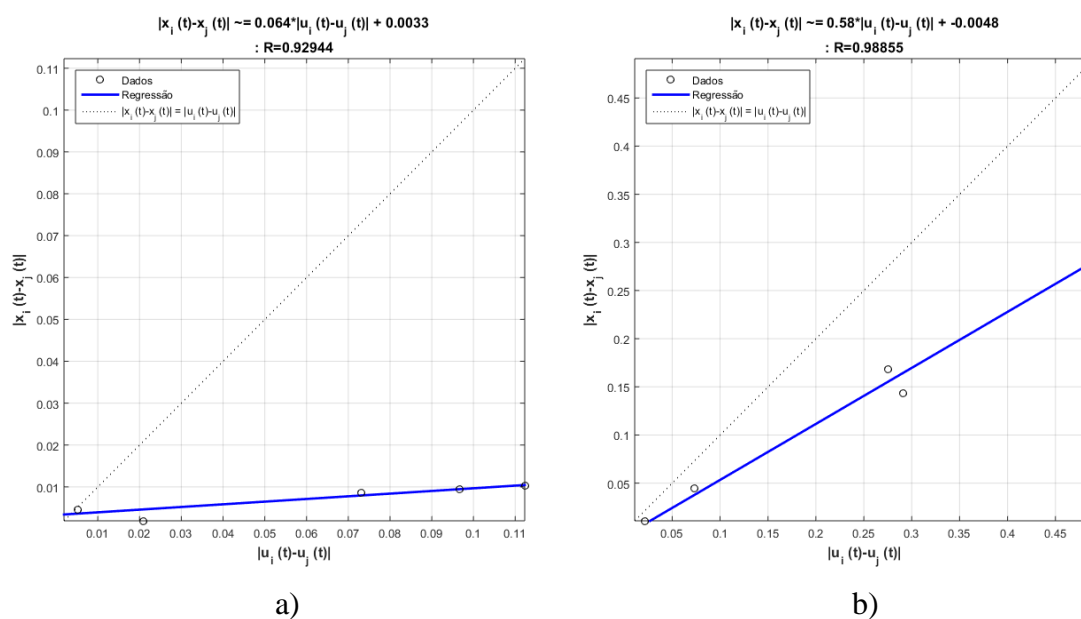 |x_i (t)-x_j (t)| ~= 0.064*|u_i (t)-u_j (t)| + 0.0033
: R=0.92944
Dados
Regressão
|x_i (t)-x_j (t)| = |u_i (t)-u_j (t)|
0.11
0.1
0.09
0.08
0.07
0.06
0.05
0.04
0.03
0.02
0.01
|x_i (t)-x_j (t)|
0.01 0.02 0.03 0.04 0.05 0.06 0.07 0.08 0.09 0.1 0.11
|u_i (t)-u_j (t)|
a)
|x_i (t)-x_j (t)| ~= 0.58*|u_i (t)-u_j (t)| + -0.0048
: R=0.98855
Dados
Regressão
|x_i (t)-x_j (t)| = |u_i (t)-u_j (t)|
0.45
0.4
0.35
0.3
0.25
0.2
0.15
0.1
0.05
|x_i (t)-x_j (t)|
0.05 0.1 0.15 0.2 0.25 0.3 0.35 0.4 0.45
|u_i (t)-u_j (t)|
b)